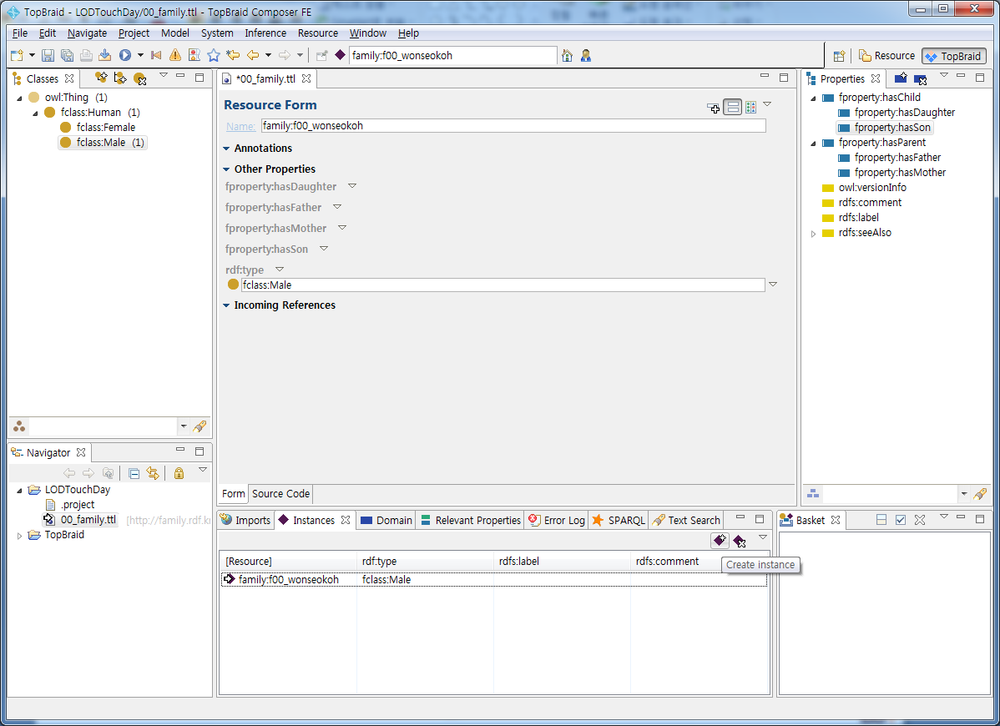 TopBraid - LODTouchDay/00_family.ttl - TopBraid Composer FE
File Edit Navigate Project Model System Inference Resource Window Help
family:f00_wonseokoh
Resource TopBraid
Classes
owl:Thing (1)
fclass:Human (1)
fclass:Female
fclass:Male (1)
*00_family.ttl
Resource Form
Name: family:f00_wonseokoh
Annotations
Other Properties
fproperty:hasDaughter
fproperty:hasFather
fproperty:hasMother
fproperty:hasSon
rdf:type
fclass:Male
Incoming References
Form Source Code
Properties
fproperty:hasChild
fproperty:hasDaughter
fproperty:hasSon
fproperty:hasParent
fproperty:hasFather
fproperty:hasMother
owl:versionInfo
rdfs:comment
rdfs:label
rdfs:seeAlso
Navigator
LODTouchDay
.project
00_family.ttl [http://family.rdf.k
TopBraid
Imports Instances Domain Relevant Properties Error Log SPARQL Text Search
[Resource] rdf:type rdfs:label rdfs:comment
family:f00_wonseokoh fclass:Male
Create instance
Basket